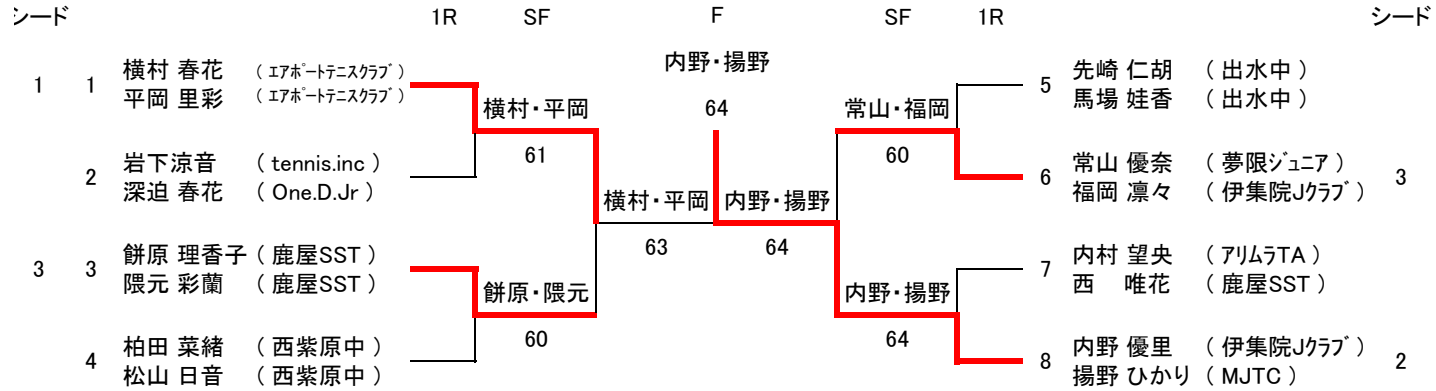 シード 1R SF F SF 1R シード
内野・揚野
64
1 1 横村 春花 ( エアポートテニスクラブ )
平岡 里彩 ( エアポートテニスクラブ )
横村・平岡
61
2 岩下涼音 ( tennis.inc )
深迫 春花 ( One.D.Jr )
横村・平岡
63
3 3 餅原 理香子 ( 鹿屋SST )
隈元 彩蘭 ( 鹿屋SST )
餅原・隈元
60
4 柏田 菜緒 ( 西紫原中 )
松山 日音 ( 西紫原中 )
5 先崎 仁胡 ( 出水中 )
馬場 娃香 ( 出水中 )
常山・福岡
60
6 常山 優奈 ( 夢限ジュニア ) 3
福岡 凛々 ( 伊集院Jクラブ )
内野・揚野
64
7 内村 望央 ( アリムラTA )
西 唯花 ( 鹿屋SST )
内野・揚野
64
8 内野 優里 ( 伊集院Jクラブ ) 2
揚野 ひかり ( MJTC )